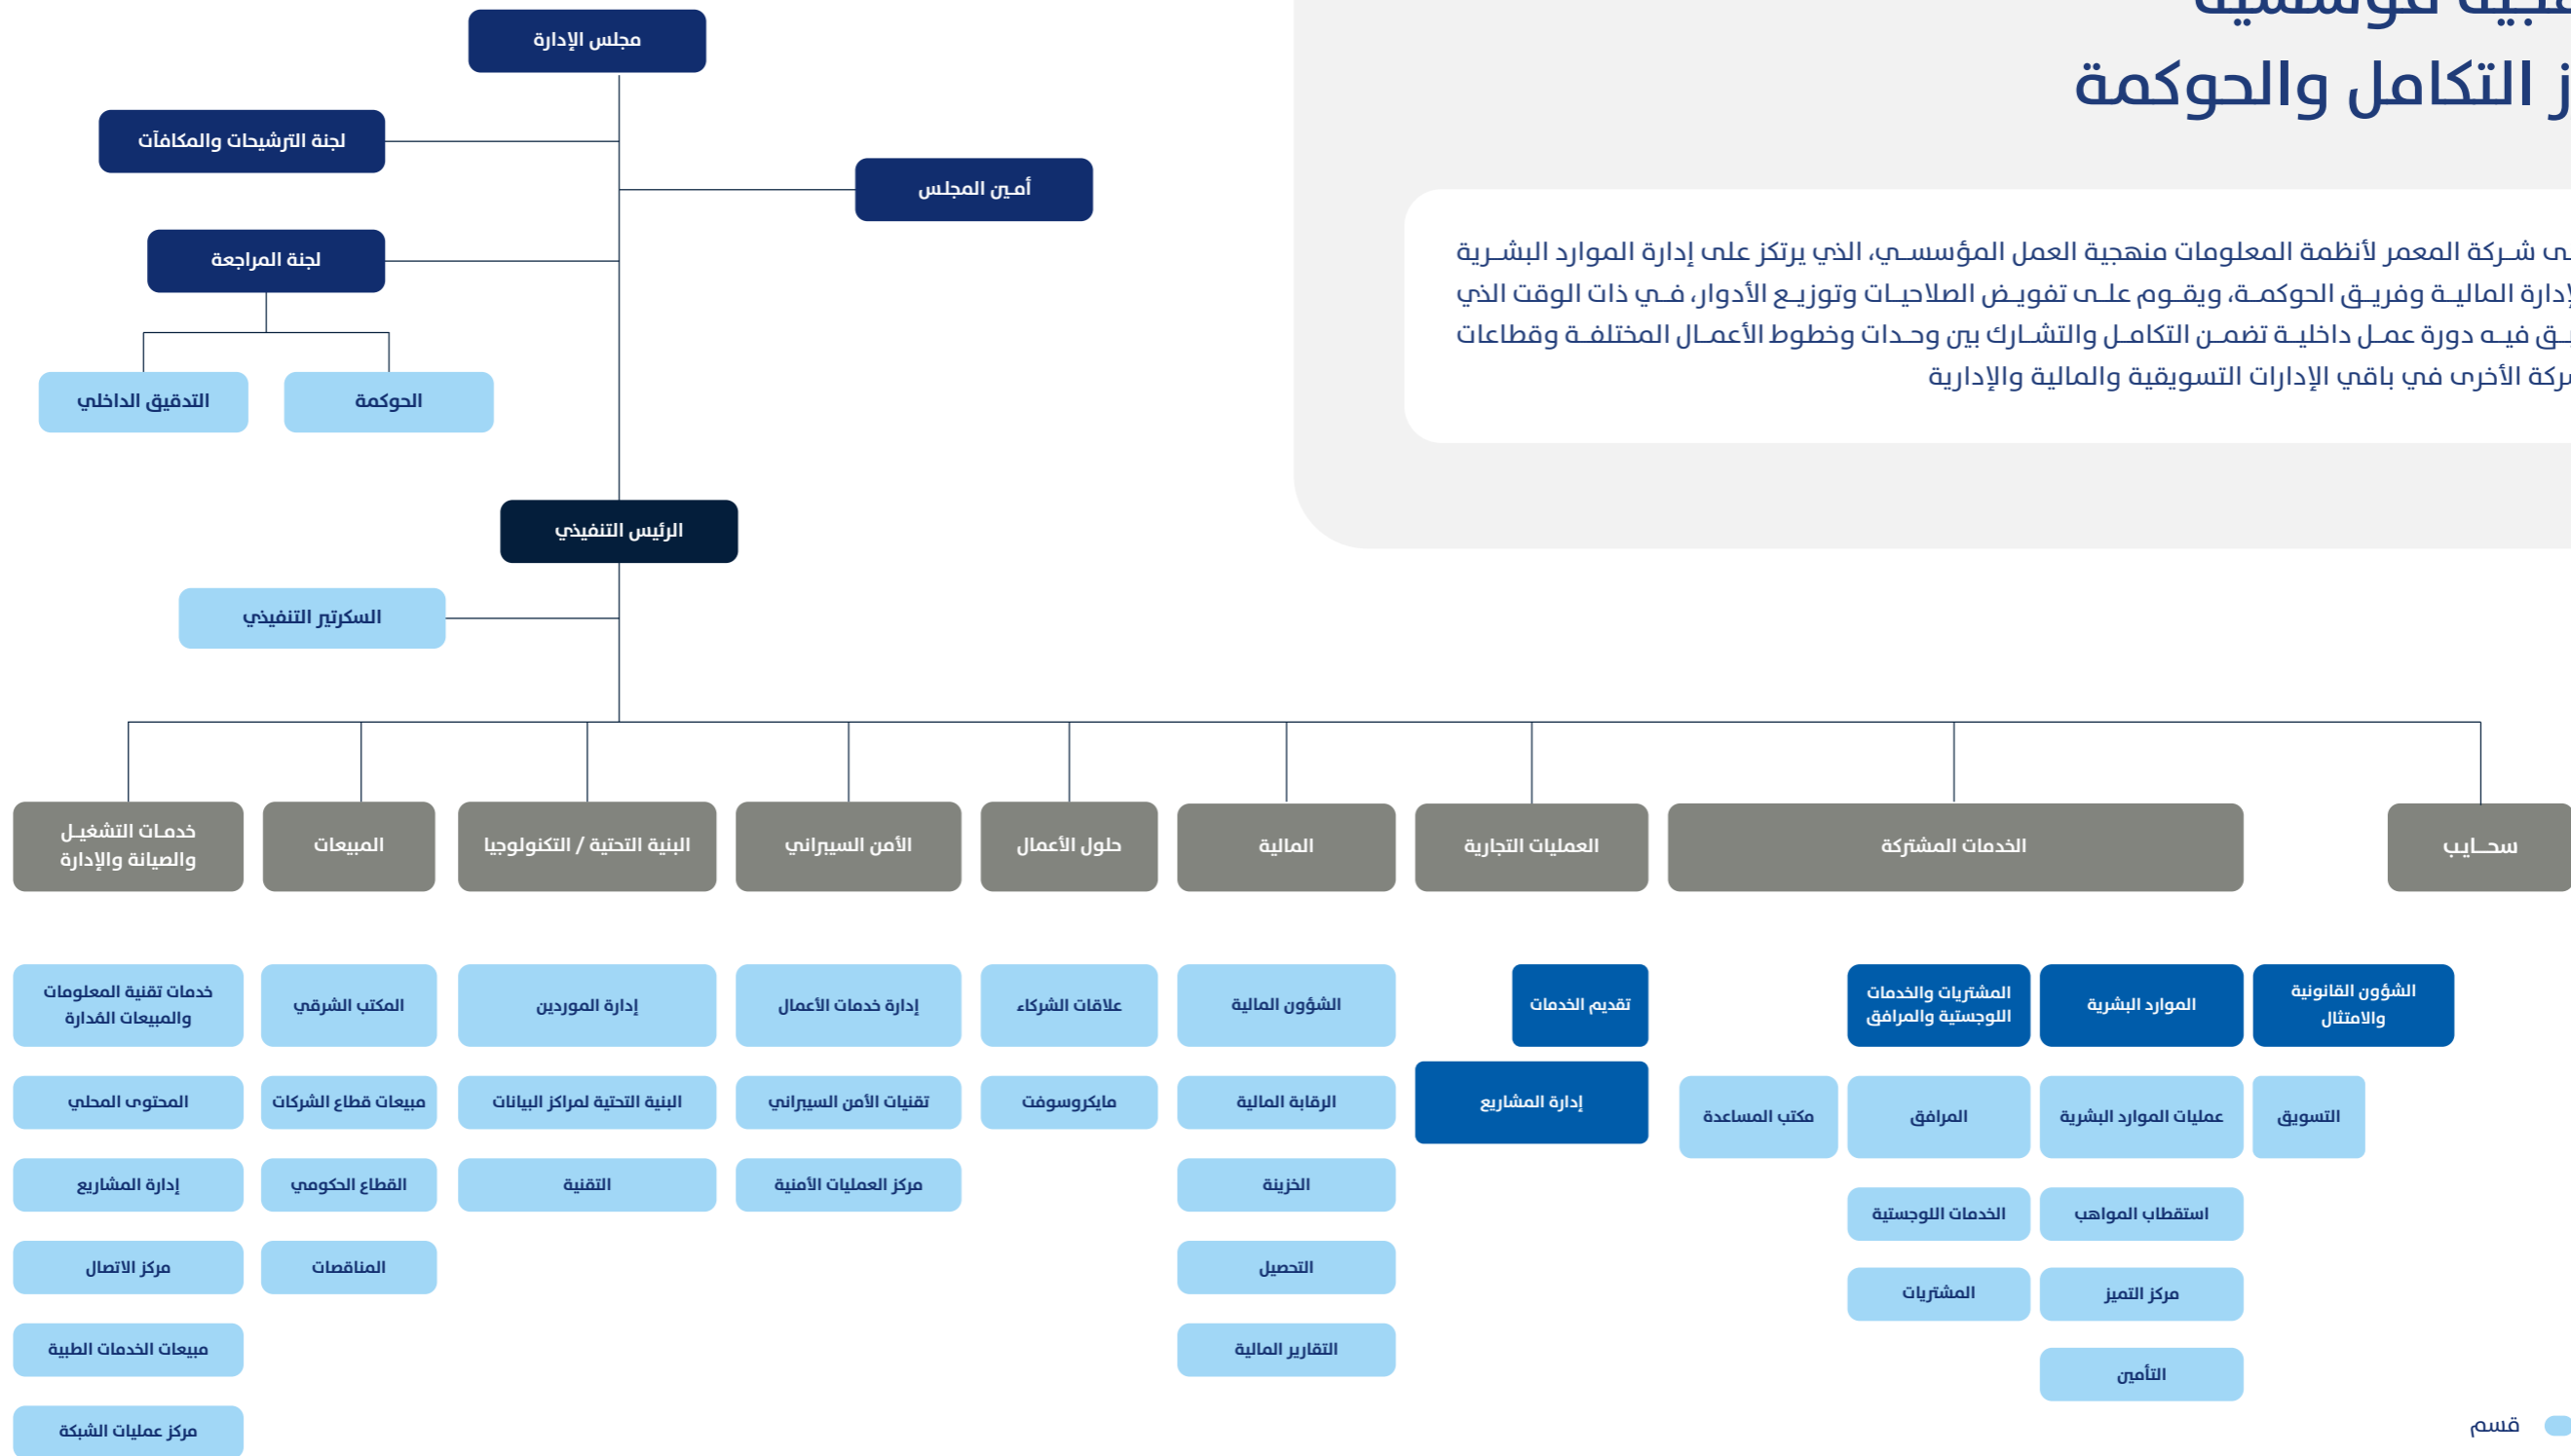 التكامل والحوكمة
شـركة المعمر لأنظمة المعلومات منهجية العمل المؤسسـي، الذي يرتكز على إدارة الموارد البشـرية
الماليـة وفريـق الحوكمـة، ويقـوم علـى تفويـض الصلاحيـات وتوزيـع الأدوار، فـي ذات الوقت الذي
فيـه دورة عمـل داخليـة تضمـن التكامـل والتشـارك بين وحـدات وخطوط الأعمـال المختلفـة وقطاعات
الأخرى في باقي الإدارات التسويقية والمالية والإدارية
مجلس الإدارة
لجنة الترشيحات والمكافآت
أمـين المجلـس
لجنة المراجعة
الحوكمة
التدقيق الداخلي
الرئيس التنفيذي
السكرتير التنفيذي
سحــايب
الخدمات المشتركة
العمليات التجارية
المالية
حلول الأعمال
الأمن السيبراني
البنية التحتية / التكنولوجيا
المبيعات
خدمـات التشغيـل
والصيانة والإدارة
الشؤون القانونية
والامتثال
التسويق
الموارد البشرية
عمليات الموارد البشرية
استقطاب المواهب
مركز التميز
التأمين
المشتريات والخدمات
اللوجستية والمرافق
المرافق
الخدمات اللوجستية
المشتريات
مكتب المساعدة
تقديم الخدمات
إدارة المشاريع
الشؤون المالية
الرقابة المالية
الخزينة
التحصيل
التقارير المالية
علاقات الشركاء
مايكروسوفت
إدارة خدمات الأعمال
تقنيات الأمن السيبراني
مركز العمليات الأمنية
إدارة الموردين
البنية التحتية لمراكز البيانات
التقنية
المكتب الشرقي
مبيعات قطاع الشركات
القطاع الحكومي
المناقصات
خدمات تقنية المعلومات
والمبيعات المُدارة
المحتوى المحلي
إدارة المشاريع
مركز الاتصال
مبيعات الخدمات الطبية
مركز عمليات الشبكة
قسم